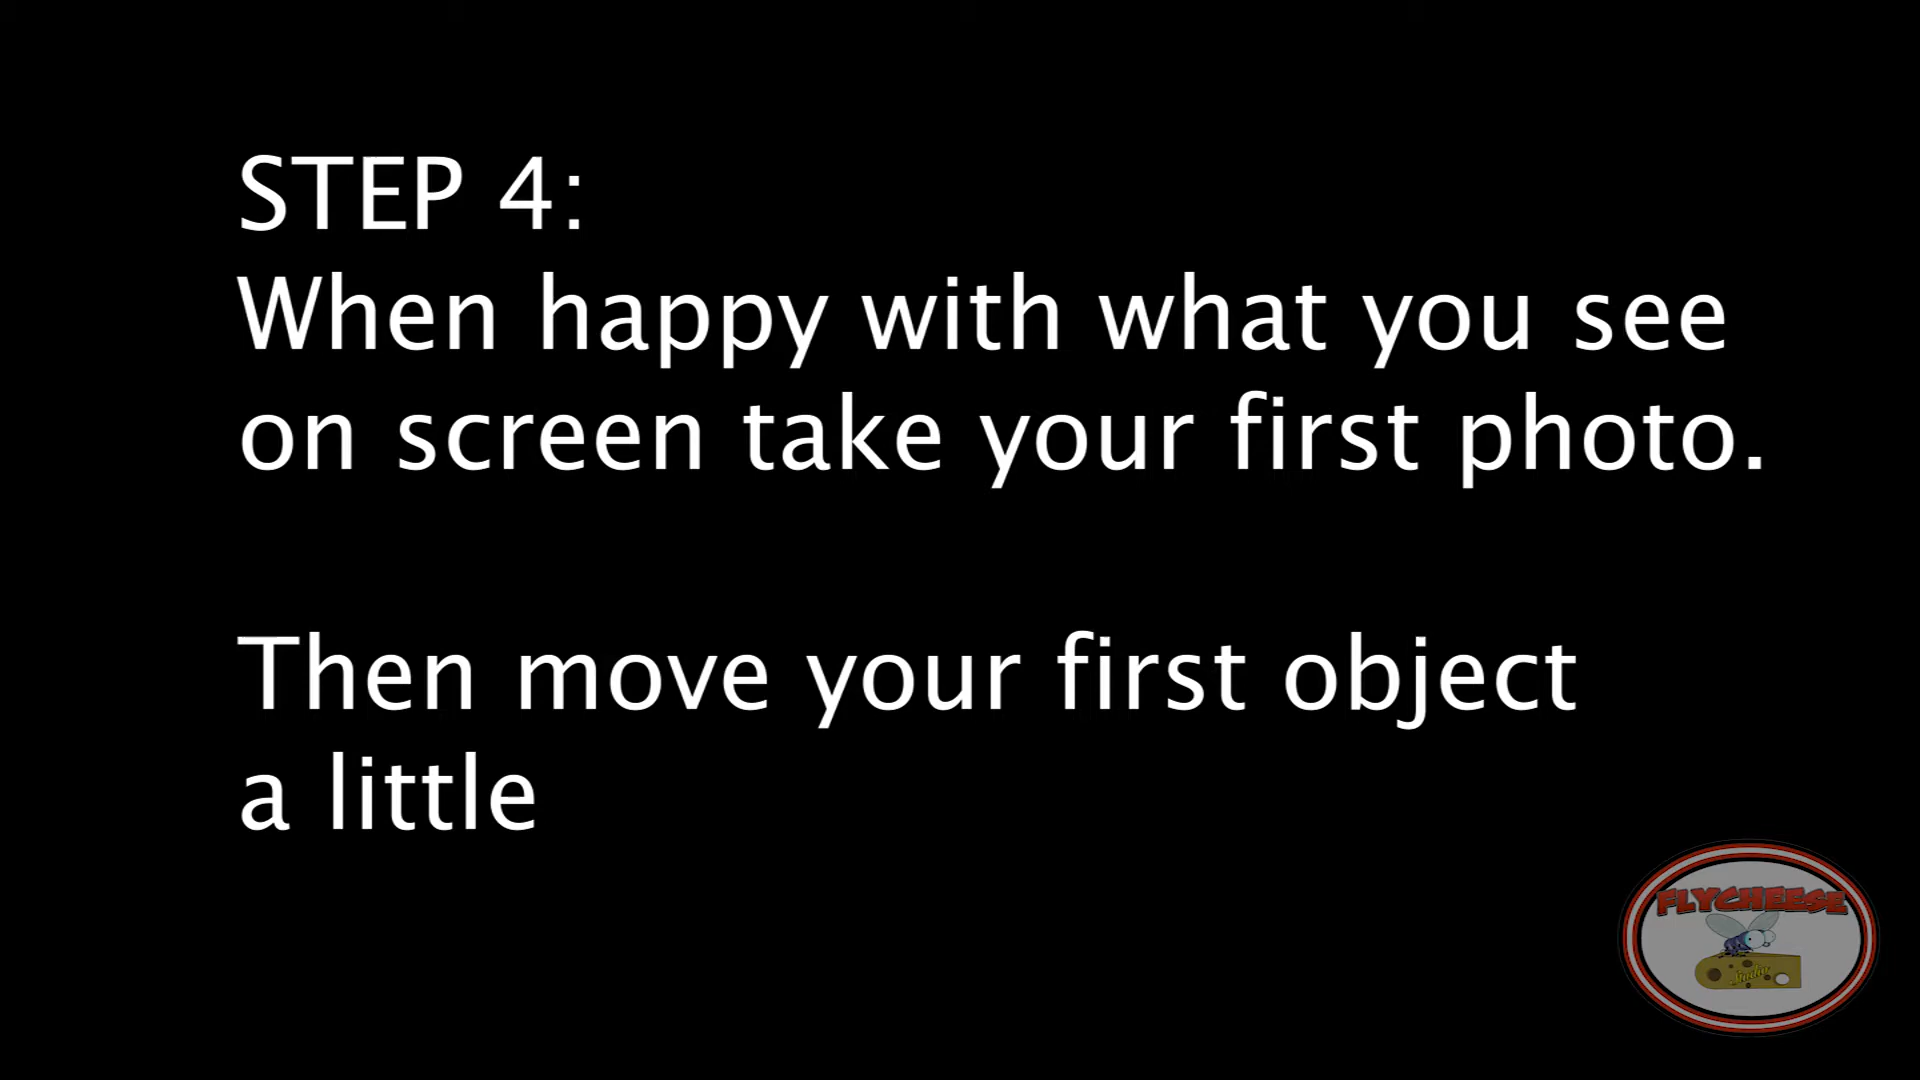 STEP 4:
When happy with what you see
on screen take your first photo.
Then move your first object
a little
FLYCHEESE
Studio